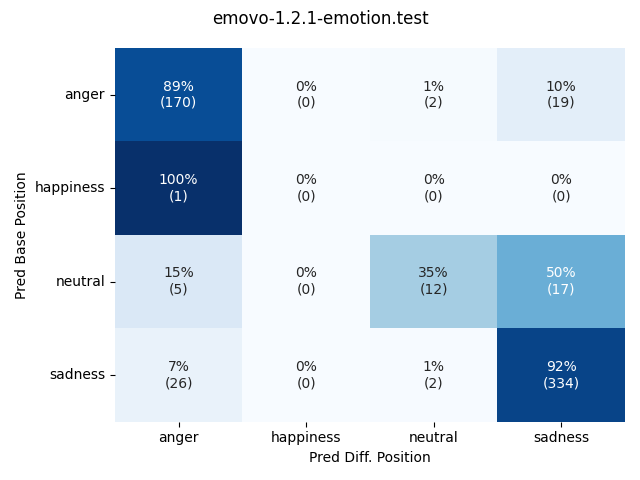 emovo-1.2.1-emotion.test
Pred Base Position
anger
89% 0% 1% 10%
(170) (0) (2) (19)
happiness
100% 0% 0% 0%
(1) (0) (0) (0)
neutral
15% 0% 35% 50%
(5) (0) (12) (17)
sadness
7% 0% 1% 92%
(26) (0) (2) (334)
anger happiness neutral sadness
Pred Diff. Position